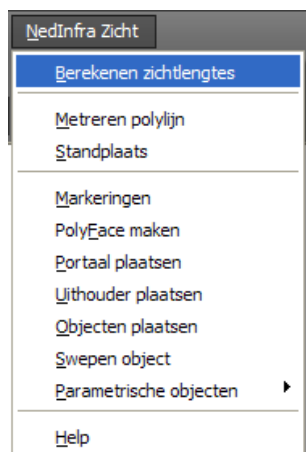 NedInfra Zicht
Berekenen zichtlengtes
Metreren polylijn
Standplaats
Markeringen
PolyFace maken
Portaal plaatsen
Uithouder plaatsen
Objecten plaatsen
Swepen object
Parametrische objecten
Help